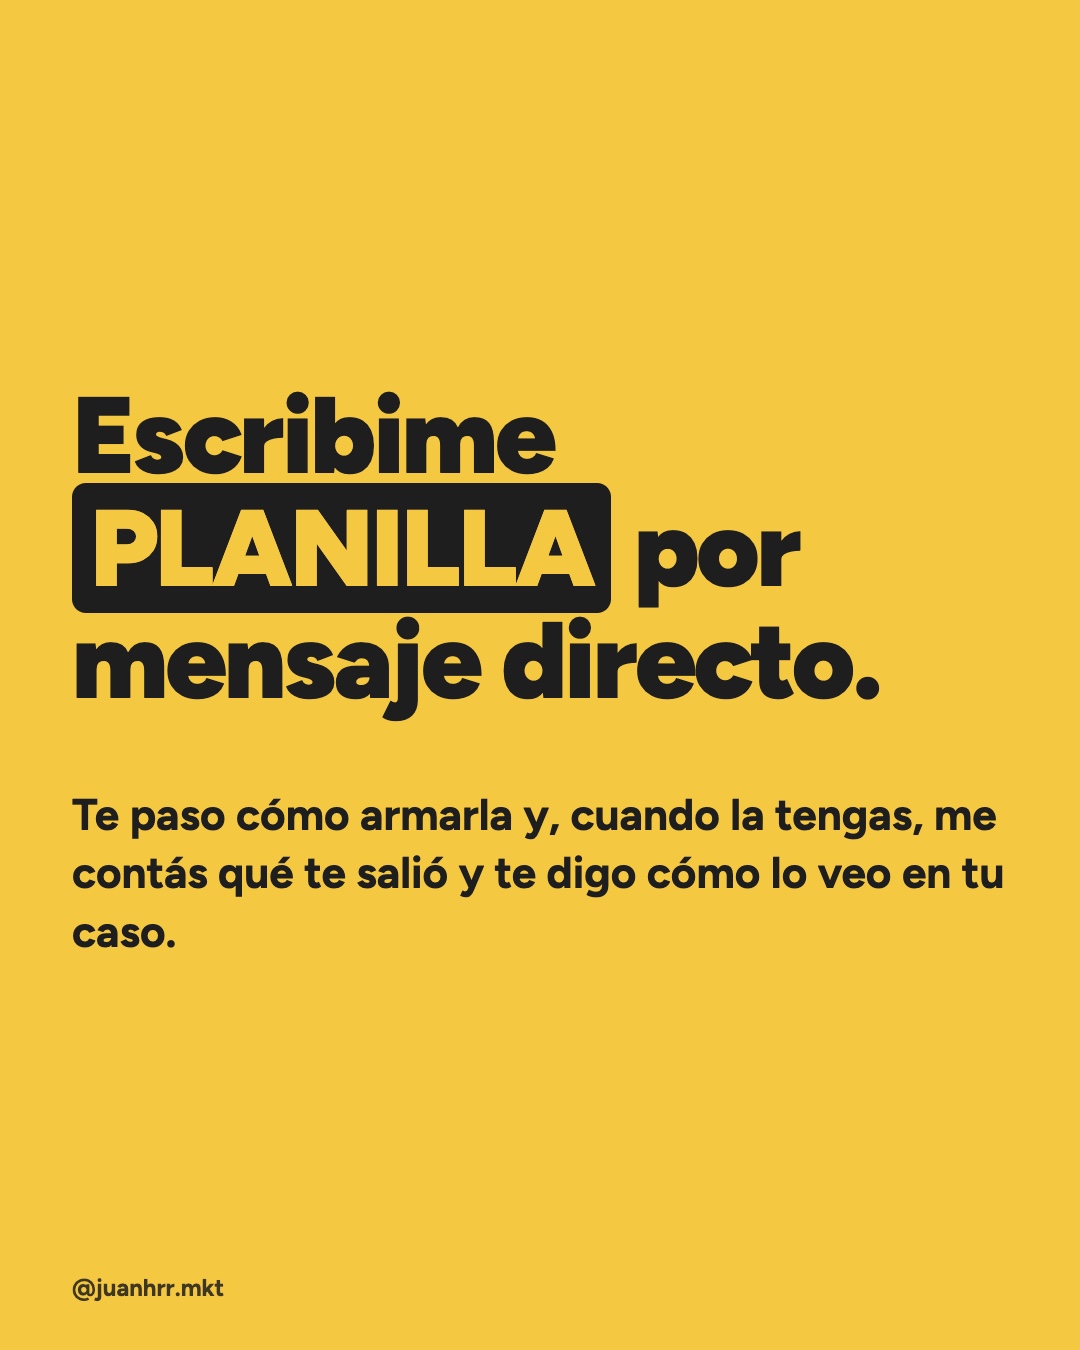 Escribime
PLANILLA por
mensaje directo.
Te paso cómo armarla y, cuando la tengas, me
contás qué te salió y te digo cómo lo veo en tu
caso.
@juanhrr.mkt